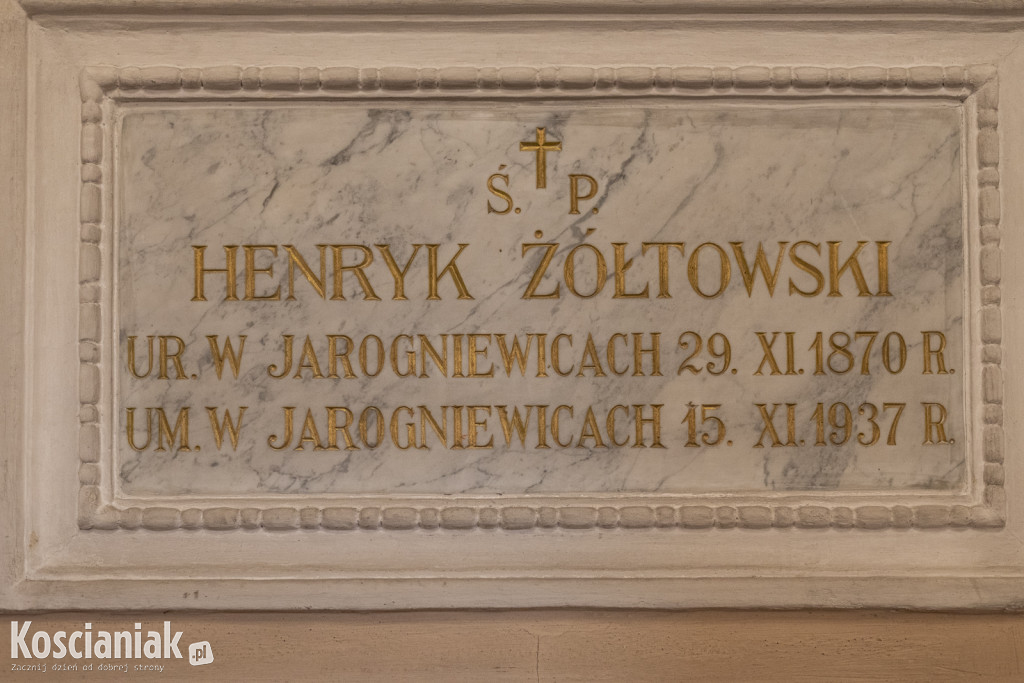 Ś. P.
HENRYK ŻÓŁTOWSKI
UR. W JAROGNIEWICACH 29. XI. 1870 R.
UM. W JAROGNIEWICACH 15. XI. 1937 R.
Koscianiak.pl
Zacznij dzień od dobrej strony